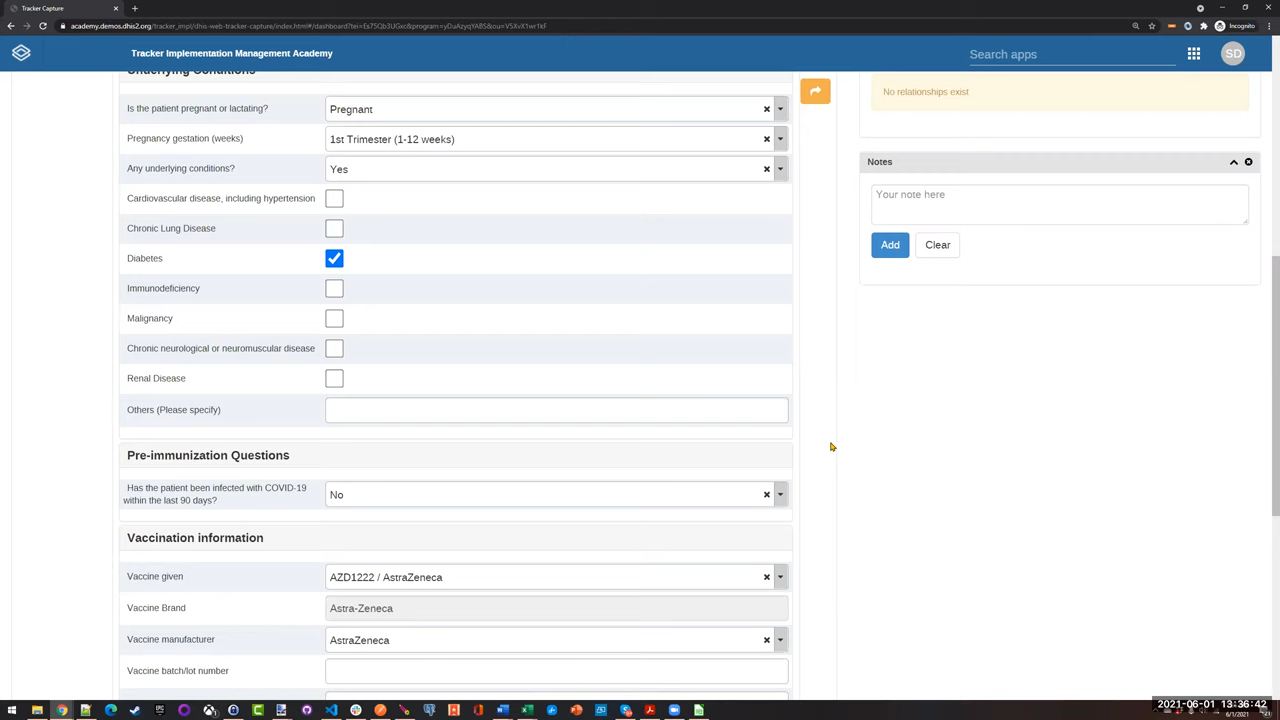 Tracker Capture
academy.demos.dhis2.org/tracker_impl/dhis-web-tracker-capture/index.html#/dashboard?tei=Es75Qb3UGxc&program=yDuAzyqYABS&ou=V5XvX1wr1kF
Incognito
Tracker Implementation Management Academy
Search apps
SD
Underlying Conditions
No relationships exist
Is the patient pregnant or lactating?
Pregnant
Pregnancy gestation (weeks)
1st Trimester (1-12 weeks)
Any underlying conditions?
Yes
Notes
Your note here
Add
Clear
Cardiovascular disease, including hypertension
Chronic Lung Disease
Diabetes
Immunodeficiency
Malignancy
Chronic neurological or neuromuscular disease
Renal Disease
Others (Please specify)
Pre-immunization Questions
Has the patient been infected with COVID-19
within the last 90 days?
No
Vaccination information
Vaccine given
AZD1222 / AstraZeneca
Vaccine Brand
Astra-Zeneca
Vaccine manufacturer
AstraZeneca
Vaccine batch/lot number
2021-06-01 13:36:42
6/1/2021